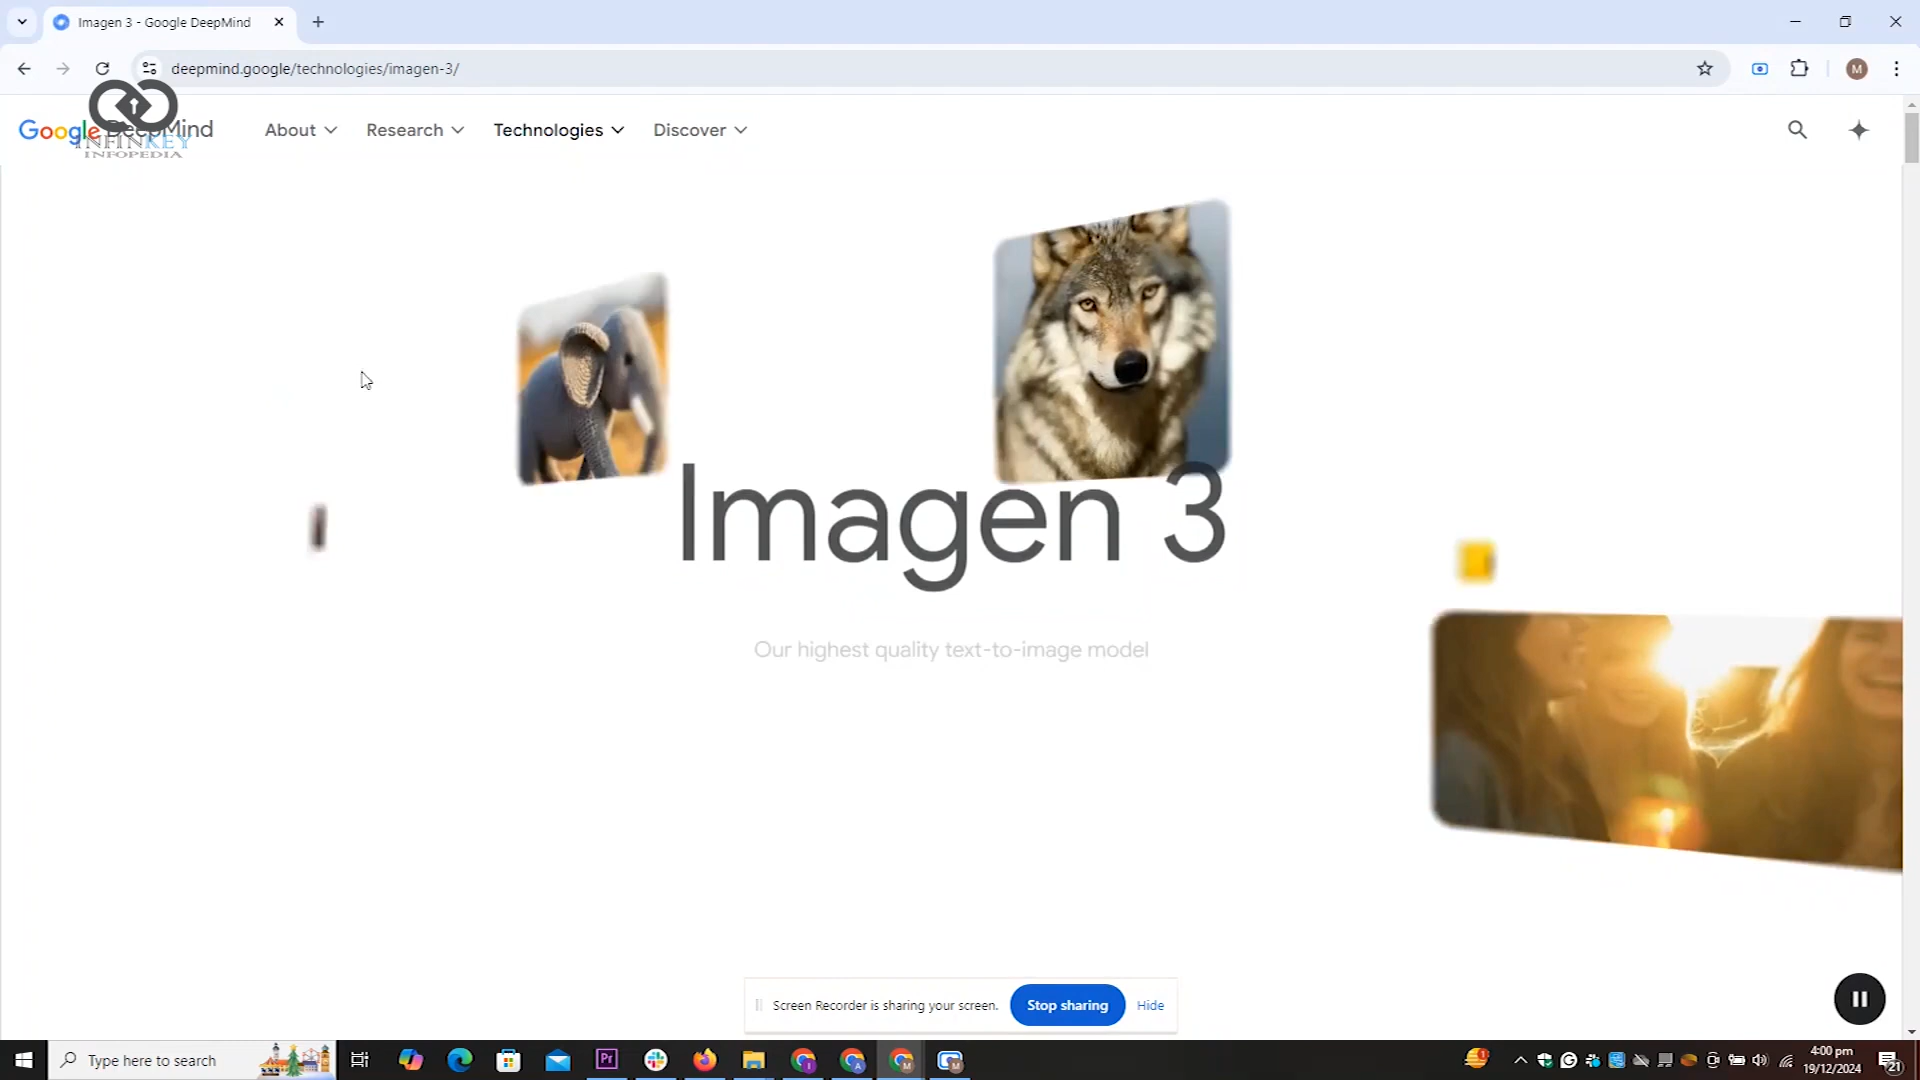 Imagen 3 - Google DeepMind
deepmind.google/technologies/imagen-3/
Google DeepMind
INFINKEY
INFOPEDIA
About
Research
Technologies
Discover
Imagen 3
Our highest quality text-to-image model
Screen Recorder is sharing your screen.
Stop sharing
Hide
Type here to search
Pr
4:00 pm
19/12/2024
21
M